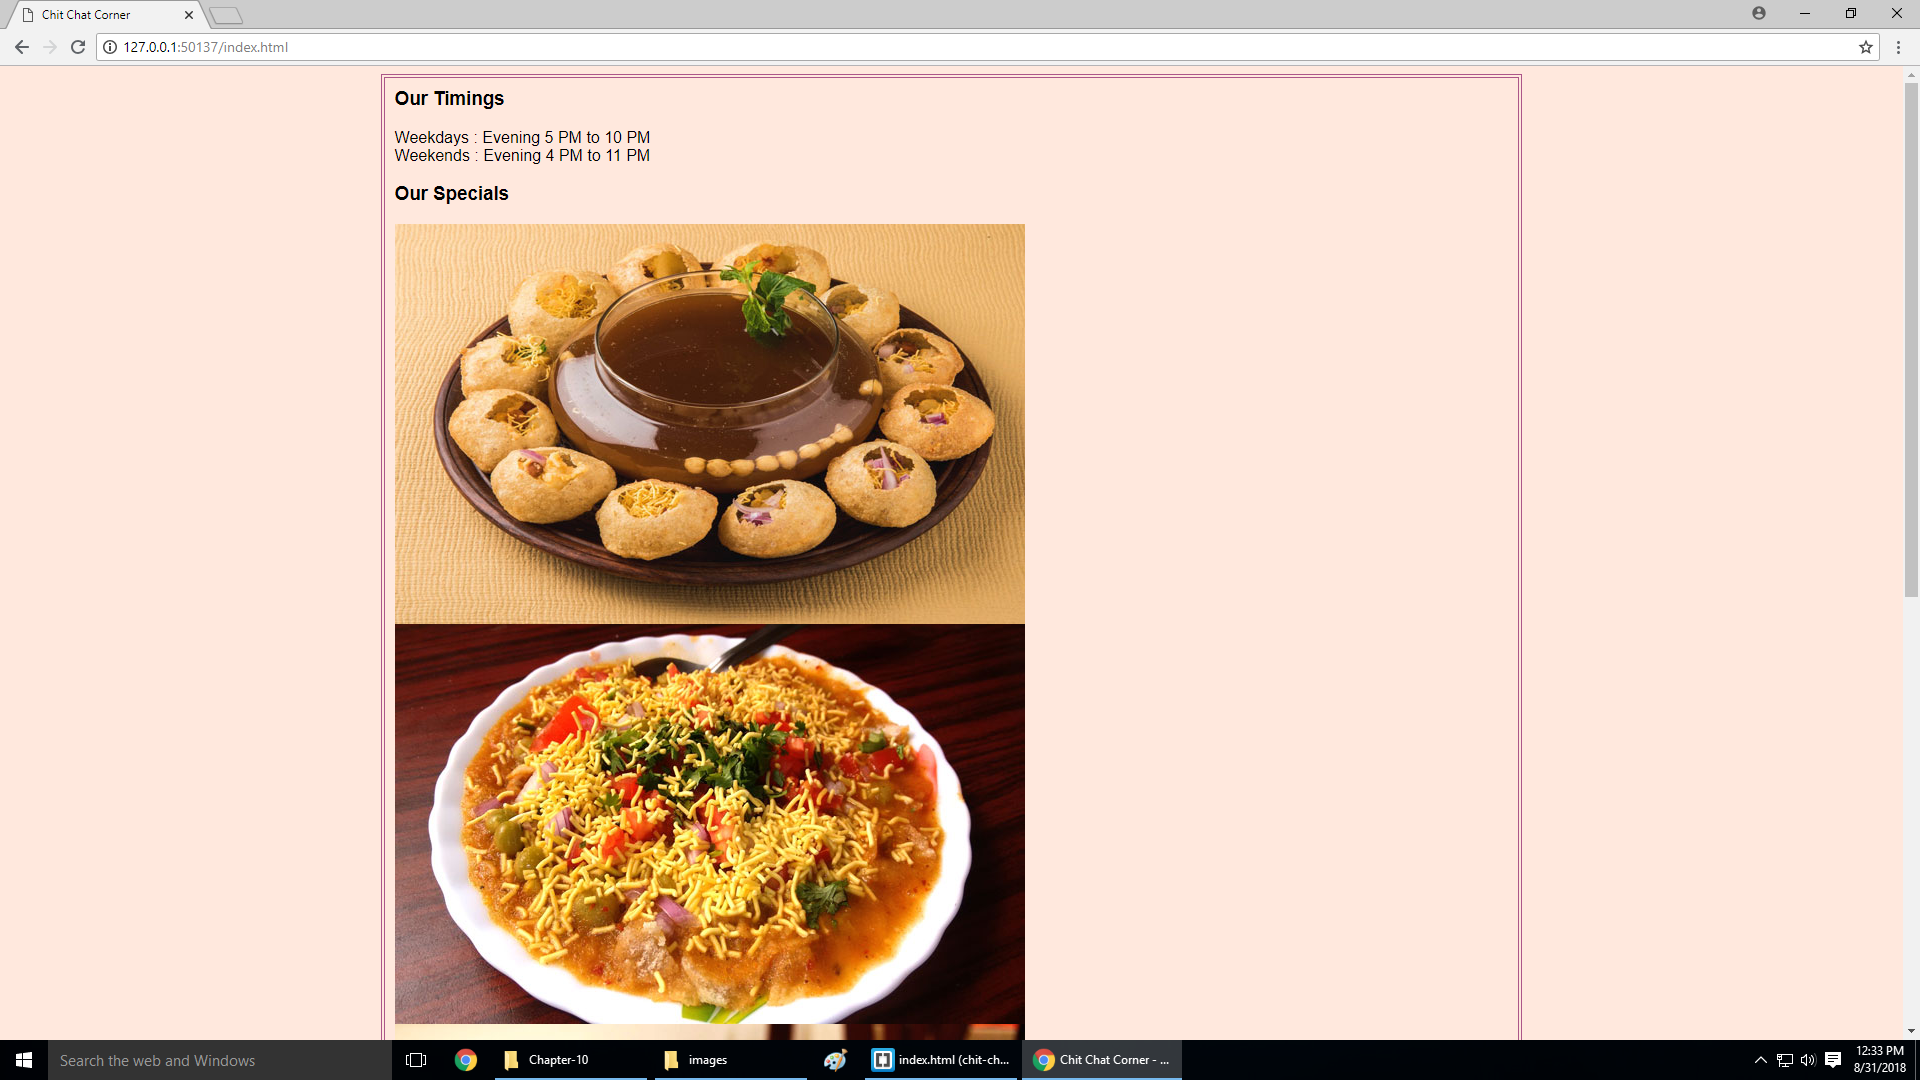 Chit Chat Corner
127.0.0.1:50137/index.html
Our Timings
Weekdays : Evening 5 PM to 10 PM
Weekends : Evening 4 PM to 11 PM
Our Specials
Search the web and Windows
Chapter-10
images
index.html (chit-ch...
Chit Chat Corner - ...
12:33 PM
8/31/2018